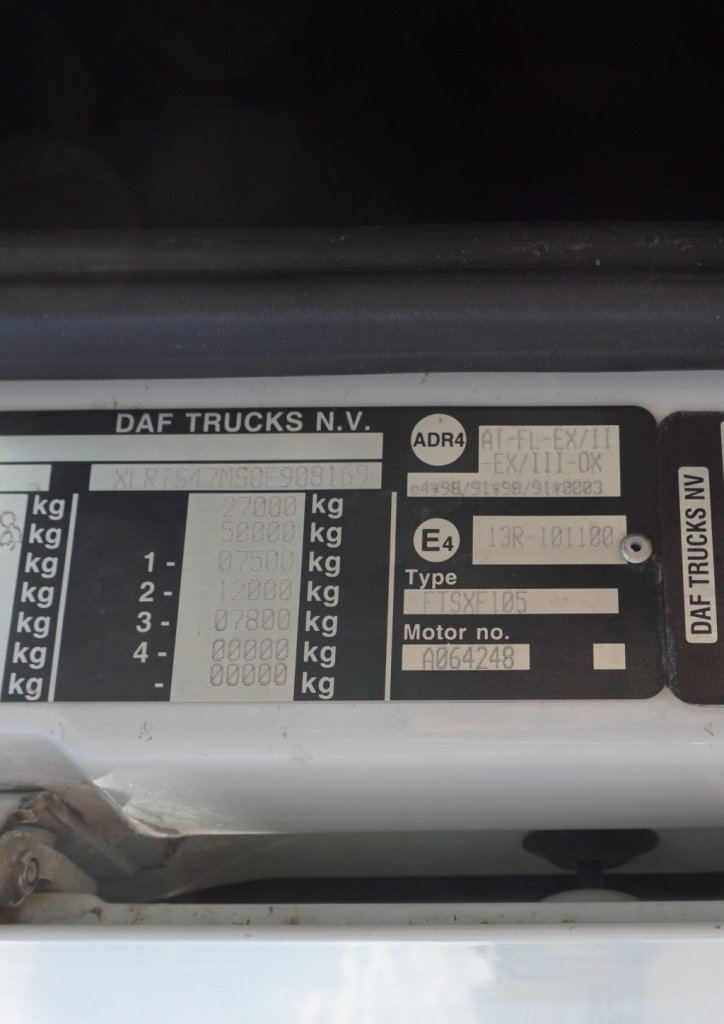 DAF TRUCKS N.V.
XLRTS47MS0E908169
kg 27000 kg
kg 50000 kg
kg 1- 07500 kg
kg 2- 12000 kg
kg 3- 07800 kg
kg 4- 00000 kg
kg - 00000 kg
ADR4 AT-FL-EX/II
-EX/III-OX
e4*98/91*98/91*0003
E4 13R-101100
Type
FTSXF105
Motor no.
A064248
DAF TRUCKS NV